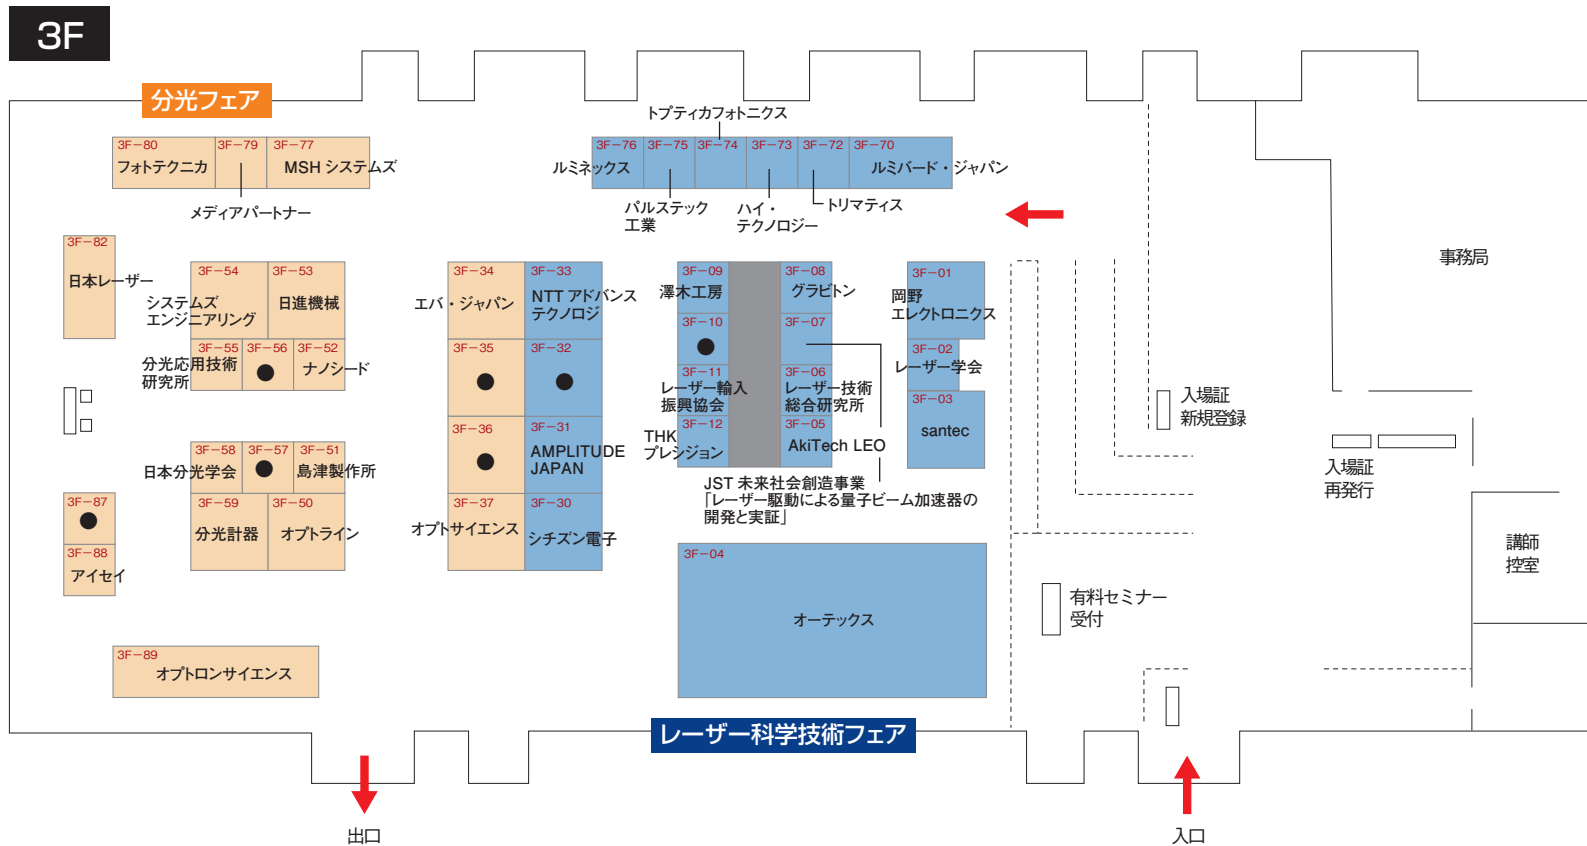 3F
分光フェア
トプティカフォトニクス
3F-80
フォトテクニカ
3F-79
3F-77
MSH システムズ
メディアパートナー
3F-76
ルミネックス
3F-75
3F-74
3F-73
3F-72
3F-70
ルミバード・ジャパン
パルステック
工業
ハイ・
テクノロジー
トリマティス
3F-82
日本レーザー
3F-54
システムズ
エンジニアリング
3F-53
日進機械
3F-55
分光応用技術
研究所
3F-56
3F-52
ナノシード
3F-34
エバ・ジャパン
3F-33
NTT アドバンス
テクノロジ
3F-35
3F-32
3F-36
3F-31
AMPLITUDE
JAPAN
3F-37
オプトサイエンス
3F-30
シチズン電子
3F-09
澤木工房
3F-10
3F-11
レーザー輸入
振興協会
3F-12
THK
プレシジョン
3F-08
グラビトン
3F-07
3F-06
レーザー技術
総合研究所
3F-05
AkiTech LEO
JST 未来社会創造事業
「レーザー駆動による量子ビーム加速器の
開発と実証」
3F-01
岡野
エレクトロニクス
3F-02
レーザー学会
3F-03
santec
3F-58
日本分光学会
3F-57
3F-51
島津製作所
3F-59
分光計器
3F-50
オプトライン
3F-87
3F-88
アイセイ
3F-89
オプトロンサイエンス
3F-04
オーテックス
レーザー科学技術フェア
事務局
入場証
新規登録
入場証
再発行
講師
控室
有料セミナー
受付
出口
入口